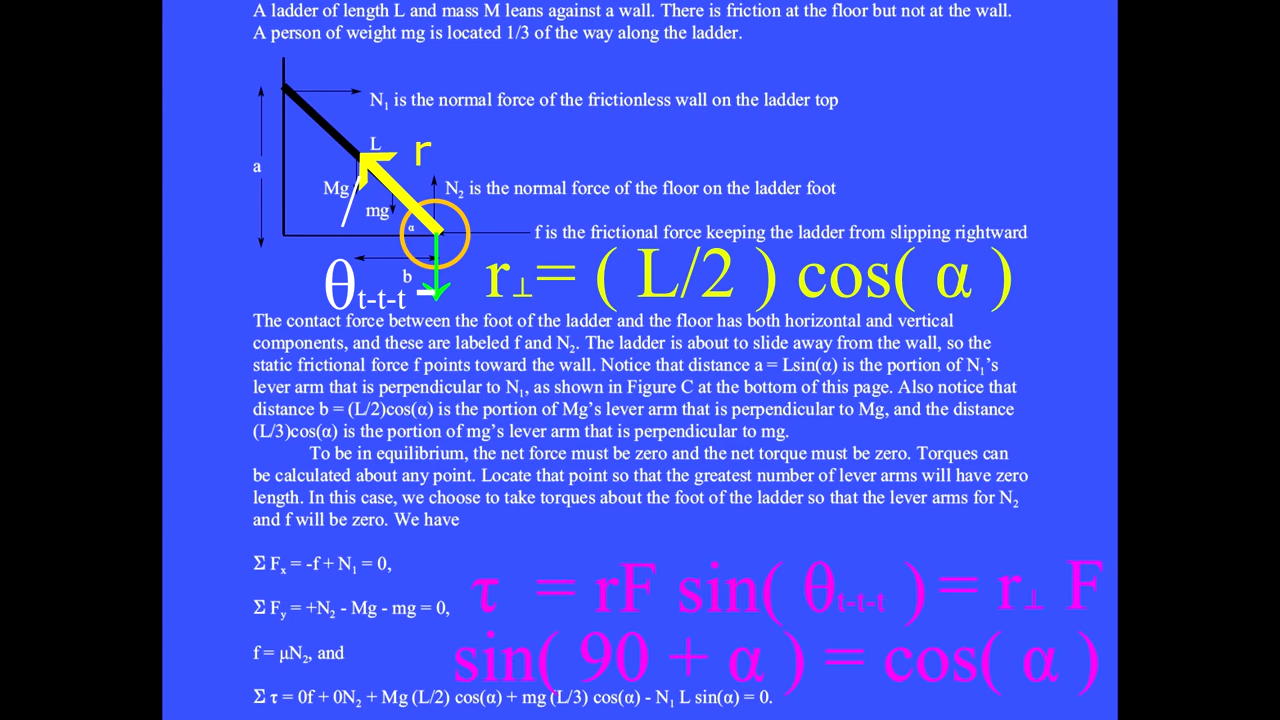 A ladder of length L and mass M leans against a wall. There is friction at the floor but not at the wall.
A person of weight mg is located 1/3 of the way along the ladder.
N₁ is the normal force of the frictionless wall on the ladder top
L r
a
Mg N₂ is the normal force of the floor on the ladder foot
mg
α f is the frictional force keeping the ladder from slipping rightward
b
θt-t-t r⊥= ( L/2 ) cos( α )
The contact force between the foot of the ladder and the floor has both horizontal and vertical
components, and these are labeled f and N₂. The ladder is about to slide away from the wall, so the
static frictional force f points toward the wall. Notice that distance a = Lsin(α) is the portion of N₁'s
lever arm that is perpendicular to N₁, as shown in Figure C at the bottom of this page. Also notice that
distance b = (L/2)cos(α) is the portion of Mg's lever arm that is perpendicular to Mg, and the distance
(L/3)cos(α) is the portion of mg's lever arm that is perpendicular to mg.
To be in equilibrium, the net force must be zero and the net torque must be zero. Torques can
be calculated about any point. Locate that point so that the greatest number of lever arms will have zero
length. In this case, we choose to take torques about the foot of the ladder so that the lever arms for N₂
and f will be zero. We have
Σ Fₓ = -f + N₁ = 0,
τ = rF sin( θt-t-t ) = r⊥ F
Σ Fy = +N₂ - Mg - mg = 0,
f = μN₂, and
sin( 90 + α ) = cos( α )
Σ τ = 0f + 0N₂ + Mg (L/2) cos(α) + mg (L/3) cos(α) - N₁ L sin(α) = 0.